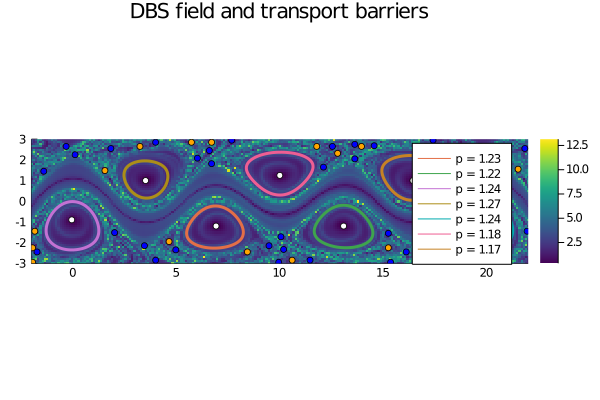 DBS field and transport barriers
3
2
1
0
-1
-2
-3
0
5
10
15
20
p = 1.23
p = 1.22
p = 1.24
p = 1.27
p = 1.24
p = 1.18
p = 1.17
12.5
10.0
7.5
5.0
2.5